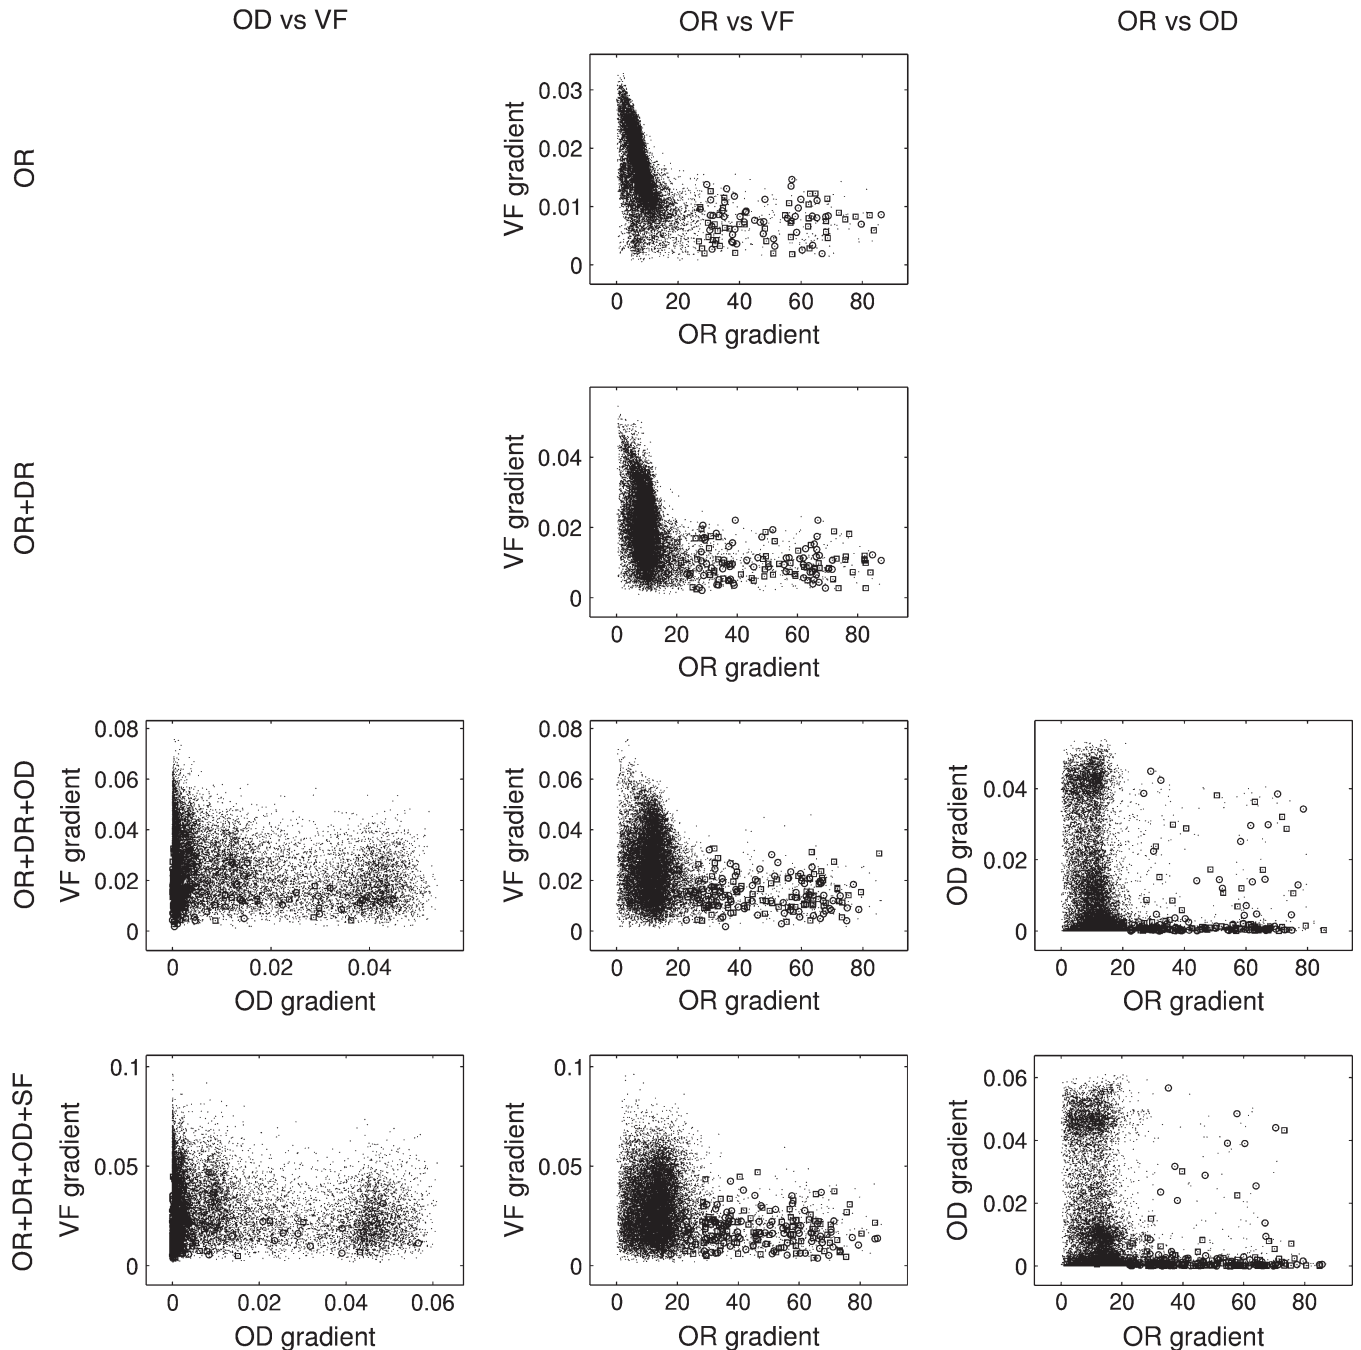 OD vs VF
OR vs VF
OR vs OD
OR
VF gradient
0.03
0.02
0.01
0
0 20 40 60 80
OR gradient
OR+DR
VF gradient
0.04
0.02
0
0 20 40 60 80
OR gradient
OR+DR+OD
VF gradient
0.08
0.06
0.04
0.02
0
0 0.02 0.04
OD gradient
VF gradient
0.08
0.06
0.04
0.02
0
0 20 40 60 80
OR gradient
OD gradient
0.04
0.02
0
0 20 40 60 80
OR gradient
OR+DR+OD+SF
VF gradient
0.1
0.05
0
0 0.02 0.04 0.06
OD gradient
VF gradient
0.1
0.05
0
0 20 40 60 80
OR gradient
OD gradient
0.06
0.04
0.02
0
0 20 40 60 80
OR gradient